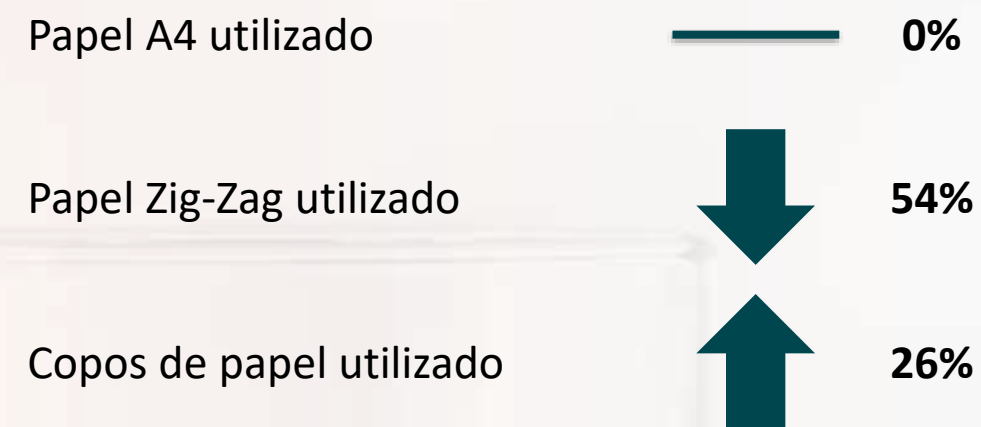 Papel A4 utilizado 0%
Papel Zig-Zag utilizado 54%
Copos de papel utilizado 26%